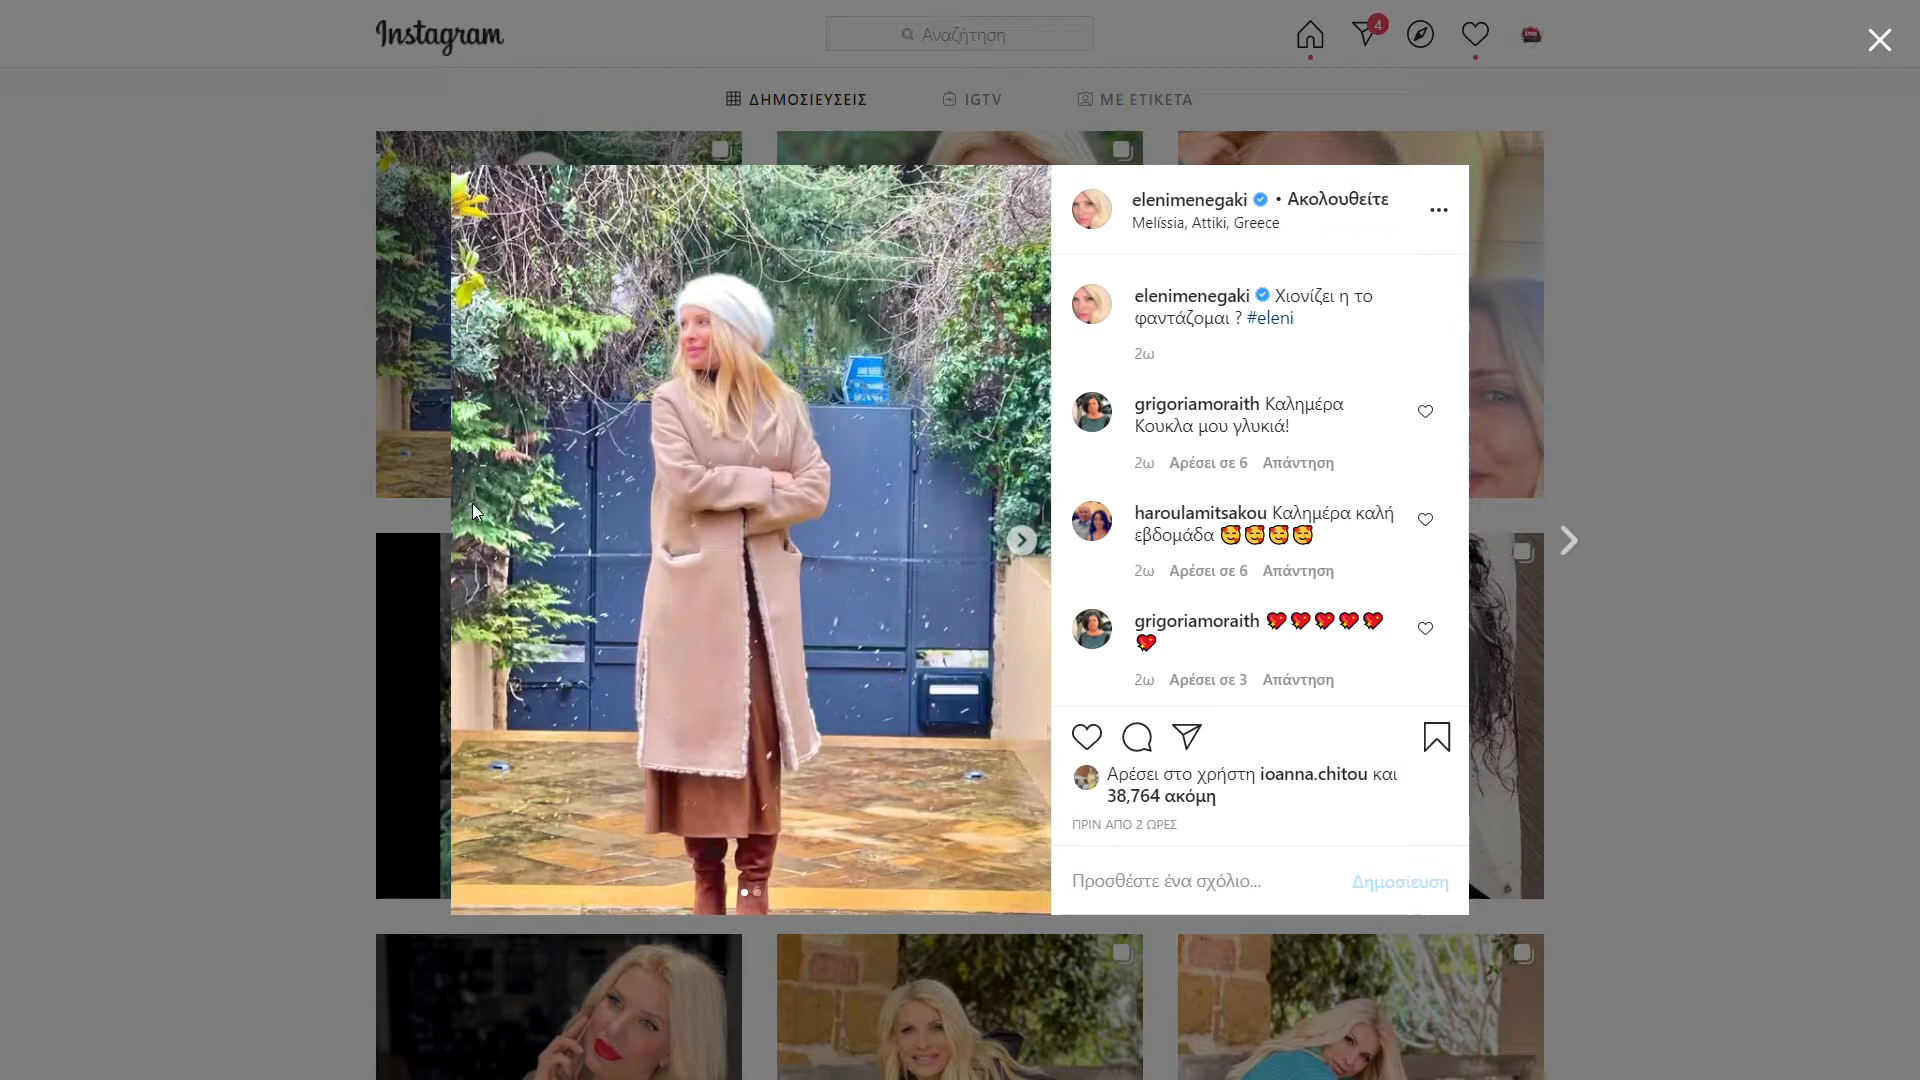 Instagram
Αναζήτηση
4
ΔΗΜΟΣΙΕΥΣΕΙΣ
IGTV
ΜΕ ΕΤΙΚΕΤΑ
elenimenegaki • Ακολουθείτε
Melíssia, Attiki, Greece
elenimenegaki Χιονίζει η το
φαντάζομαι ? #eleni
2ω
grigoriamoraith Καλημέρα
Κουκλα μου γλυκιά!
2ω Αρέσει σε 6 Απάντηση
haroulamitsakou Καλημέρα καλή
εβδομάδα 🥰🥰🥰🥰
2ω Αρέσει σε 6 Απάντηση
grigoriamoraith 💖💖💖💖💖
💖
2ω Αρέσει σε 3 Απάντηση
Αρέσει στο χρήστη ioanna.chitou και
38,764 ακόμη
ΠΡΙΝ ΑΠΟ 2 ΩΡΕΣ
Προσθέστε ένα σχόλιο...
Δημοσίευση